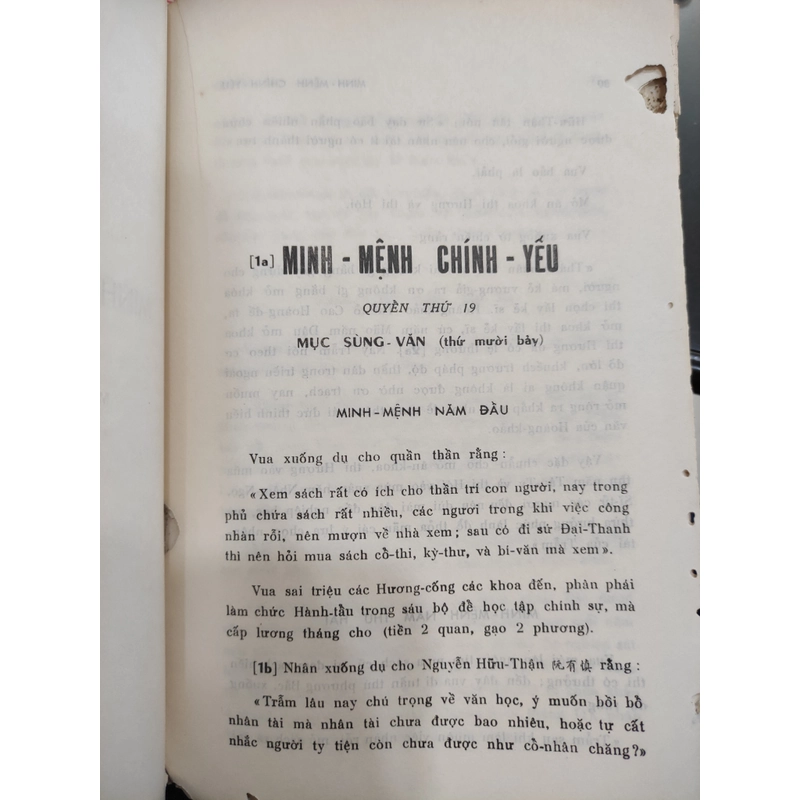 [1a] MINH - MỆNH CHÍNH - YẾU
QUYỀN THỨ 19
MỤC SÙNG-VĂN (thứ mười bảy)
MINH-MỆNH NĂM ĐẦU
Vua xuống dụ cho quần thần rằng :
«Xem sách rất có ích cho thần trí con người, nay trong
phủ chứa sách rất nhiều, các ngươi trong khi việc công
nhàn rỗi, nên mượn về nhà xem ; sau có đi sứ Đại-Thanh
thì nên hỏi mua sách cổ-thi, kỳ-thư, và bi-văn mà xem».
Vua sai triệu các Hương-cống các khoa đến, phân phái
làm chức Hành-tẩu trong sáu bộ để học tập chính sự, mà
cấp lương tháng cho (tiền 2 quan, gạo 2 phương).
[1b] Nhân xuống dụ cho Nguyễn Hữu-Thận 阮有慎 rằng :
«Trẫm lâu nay chú trọng về văn học, ý muốn bồi bổ
nhân tài mà nhân tài chưa được bao nhiêu, hoặc tự cất
nhắc người ty tiện còn chưa được như cổ-nhân chăng?»